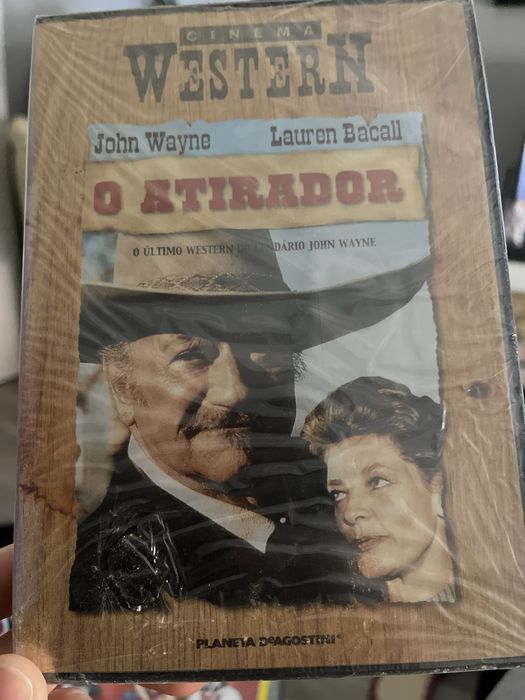 CINEMA
WESTERN
John Wayne Lauren Bacall
O ATIRADOR
O ÚLTIMO WESTERN DO LENDÁRIO JOHN WAYNE
PLANETA DeAGOSTINI